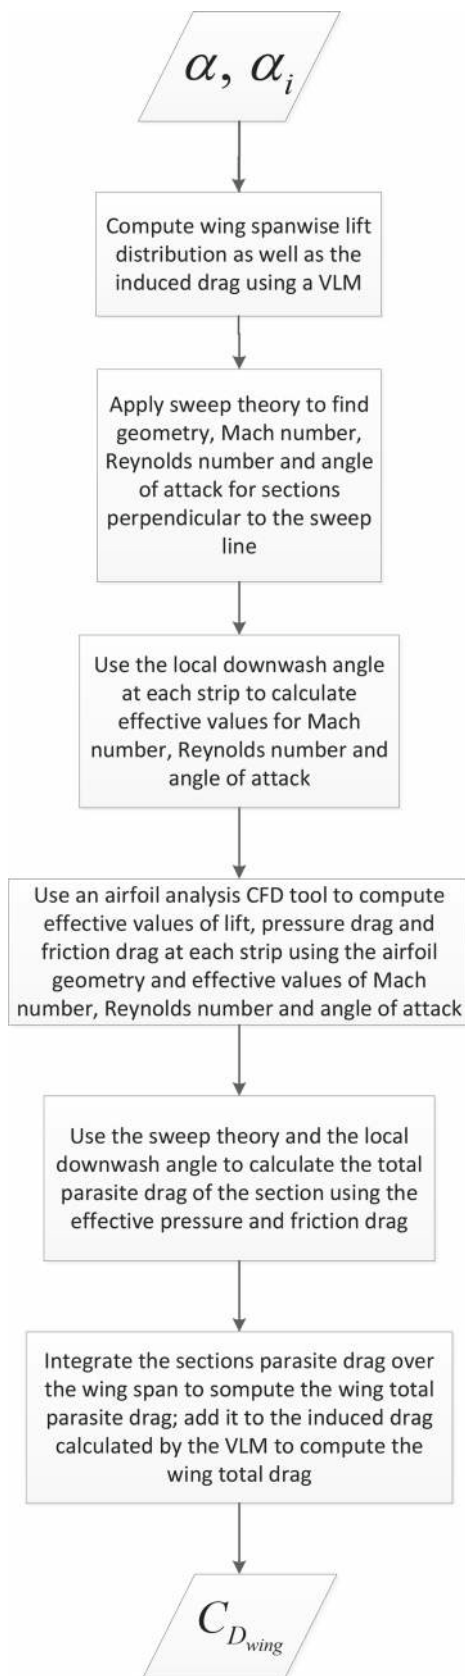 α, αᵢ
Compute wing spanwise lift
distribution as well as the
induced drag using a VLM
Apply sweep theory to find
geometry, Mach number,
Reynolds number and angle
of attack for sections
perpendicular to the sweep
line
Use the local downwash angle
at each strip to calculate
effective values for Mach
number, Reynolds number and
angle of attack
Use an airfoil analysis CFD tool to compute
effective values of lift, pressure drag and
friction drag at each strip using the airfoil
geometry and effective values of Mach
number, Reynolds number and angle of attack
Use the sweep theory and the local
downwash angle to calculate the total
parasite drag of the section using the
effective pressure and friction drag
Integrate the sections parasite drag over
the wing span to sompute the wing total
parasite drag; add it to the induced drag
calculated by the VLM to compute the
wing total drag
C_{D_{wing}}